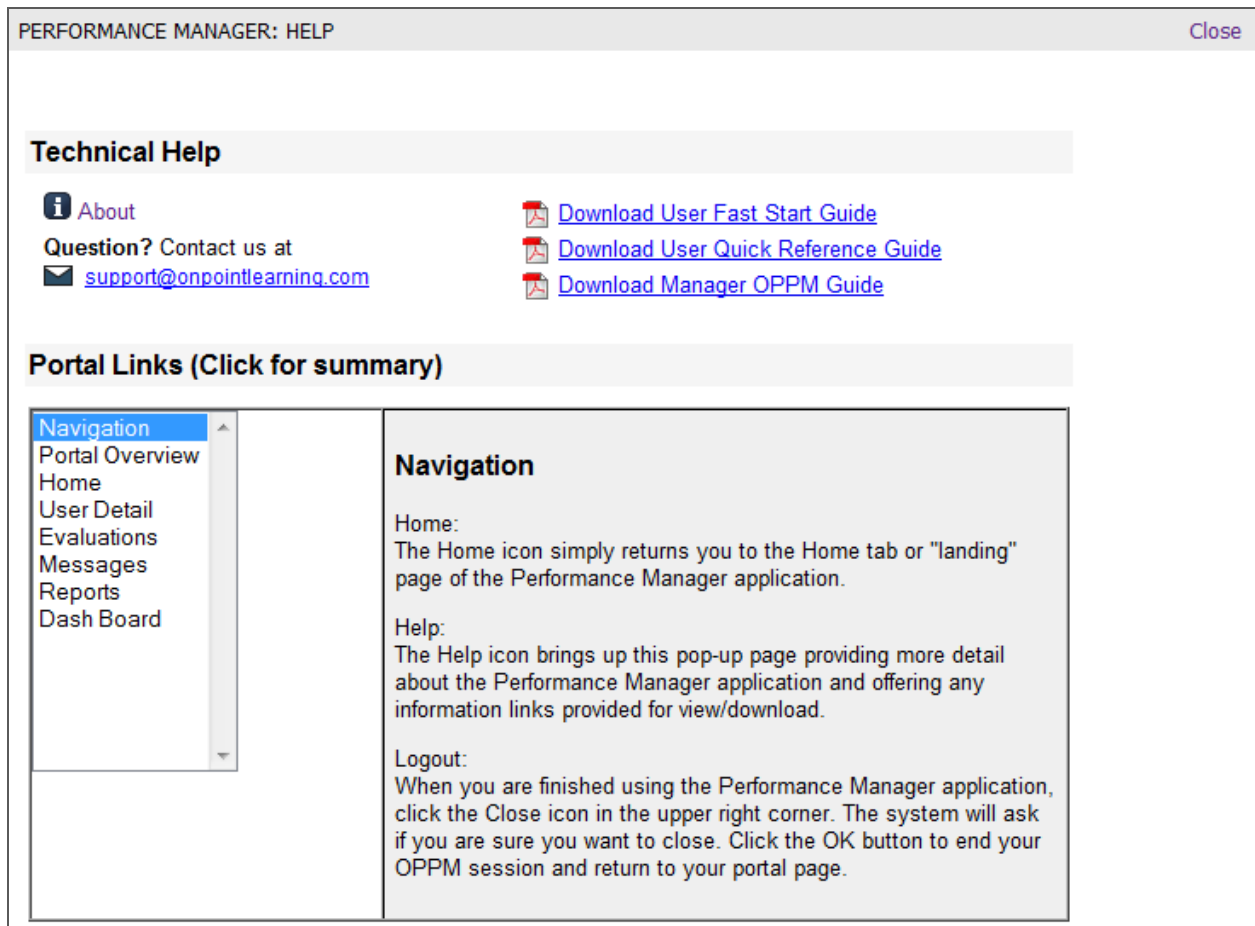 PERFORMANCE MANAGER: HELP
Close
Technical Help
About
Question? Contact us at
support@onpointlearning.com
Download User Fast Start Guide
Download User Quick Reference Guide
Download Manager OPPM Guide
Portal Links (Click for summary)
Navigation
Portal Overview
Home
User Detail
Evaluations
Messages
Reports
Dash Board
Navigation
Home:
The Home icon simply returns you to the Home tab or "landing"
page of the Performance Manager application.
Help:
The Help icon brings up this pop-up page providing more detail
about the Performance Manager application and offering any
information links provided for view/download.
Logout:
When you are finished using the Performance Manager application,
click the Close icon in the upper right corner. The system will ask
if you are sure you want to close. Click the OK button to end your
OPPM session and return to your portal page.